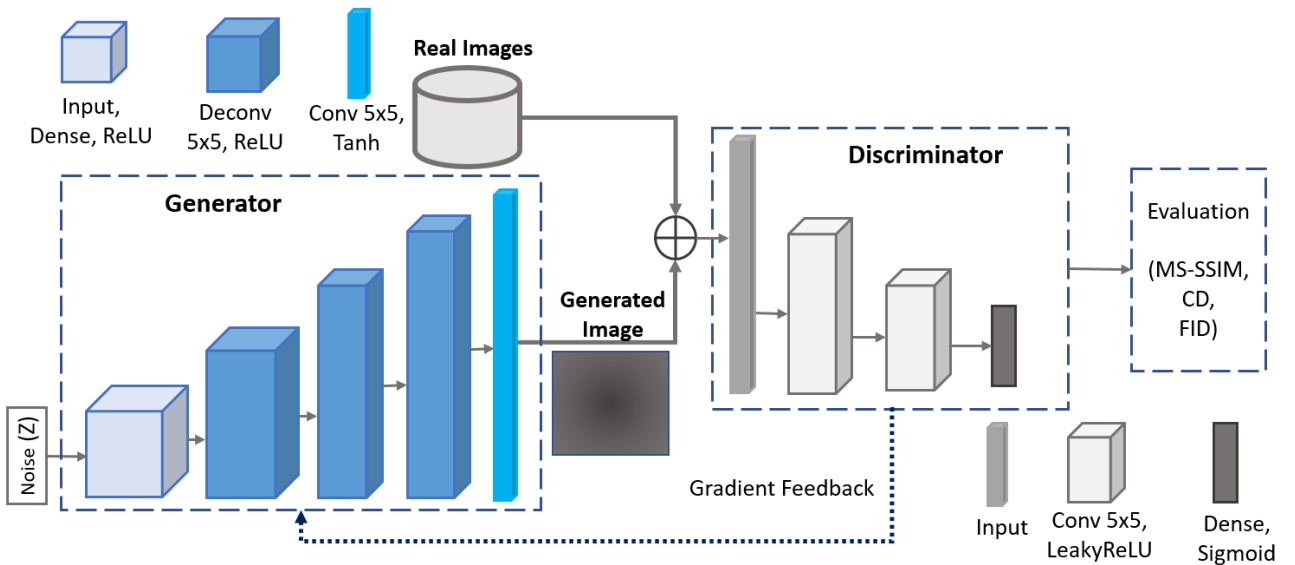 Input,
Dense, ReLU
Deconv
5x5, ReLU
Conv 5x5,
Tanh
Real Images
Generator
Noise (Z)
Generated
Image
Discriminator
Evaluation
(MS-SSIM,
CD,
FID)
Gradient Feedback
Input
Conv 5x5,
LeakyReLU
Dense,
Sigmoid